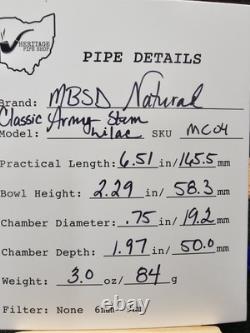 HERITAGE
PIPE SHOP
PIPE DETAILS
Brand: MBSD Natural
Classic Army Stem
Model: Lilac SKU MC04
Practical Length: 6.51 in/ 165.5 mm
Bowl Height: 2.29 in/ 58.3 mm
Chamber Diameter: .75 in/ 19.2 mm
Chamber Depth: 1.97 in/ 50.0 mm
Weight: 3.0 oz/ 84 g
Filter: None 6mm 9mm